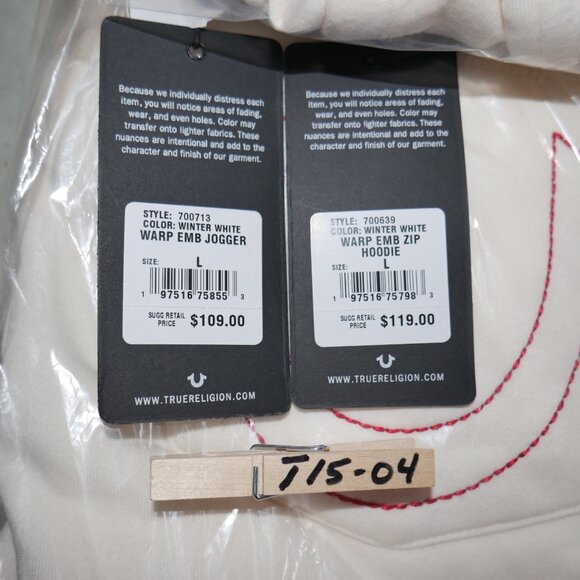 Because we individually distress each
item, you will notice areas of fading,
wear, and even holes. Color may
transfer onto lighter fabrics. These
nuances are intentional and add to the
character and finish of our garment.
STYLE: 700713
COLOR: WINTER WHITE
WARP EMB JOGGER
SIZE: L
1 97516 75855 3
SUGG RETAIL
PRICE $109.00
WWW.TRUERELIGION.COM
Because we individually distress each
item, you will notice areas of fading,
wear, and even holes. Color may
transfer onto lighter fabrics. These
nuances are intentional and add to the
character and finish of our garment.
STYLE: 700639
COLOR: WINTER WHITE
WARP EMB ZIP
HOODIE
SIZE: L
1 97516 75798 3
SUGG RETAIL
PRICE $119.00
WWW.TRUERELIGION.COM
T15-04